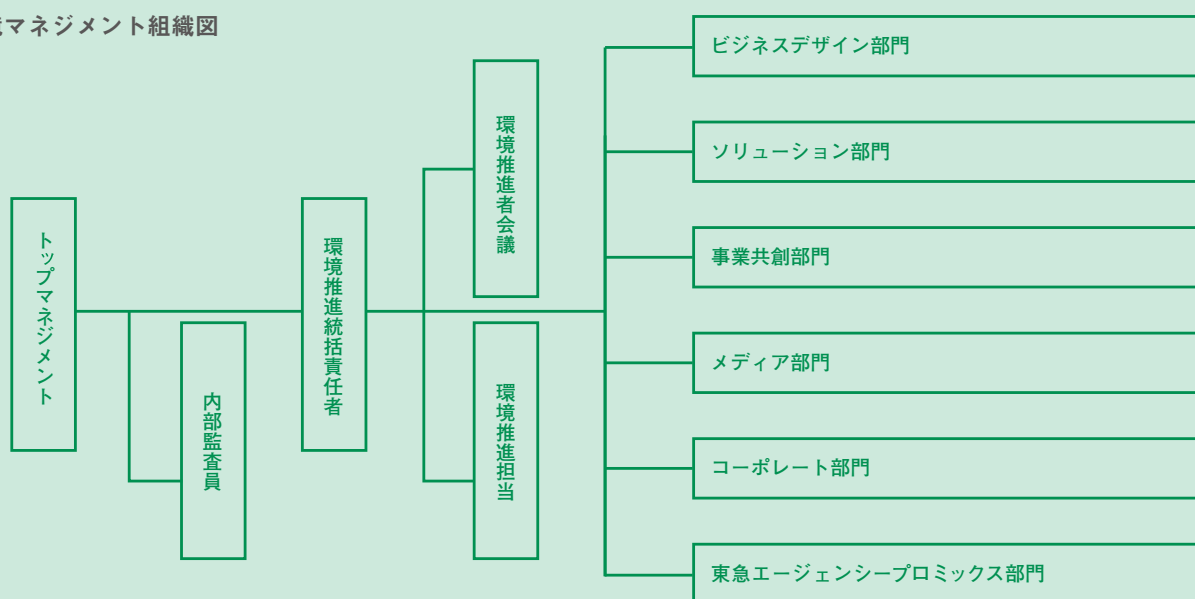 マネジメント組織図
トップマネジメント
内部監査員
環境推進統括責任者
環境推進者会議
環境推進担当
ビジネスデザイン部門
ソリューション部門
事業共創部門
メディア部門
コーポレート部門
東急エージェンシープロミックス部門